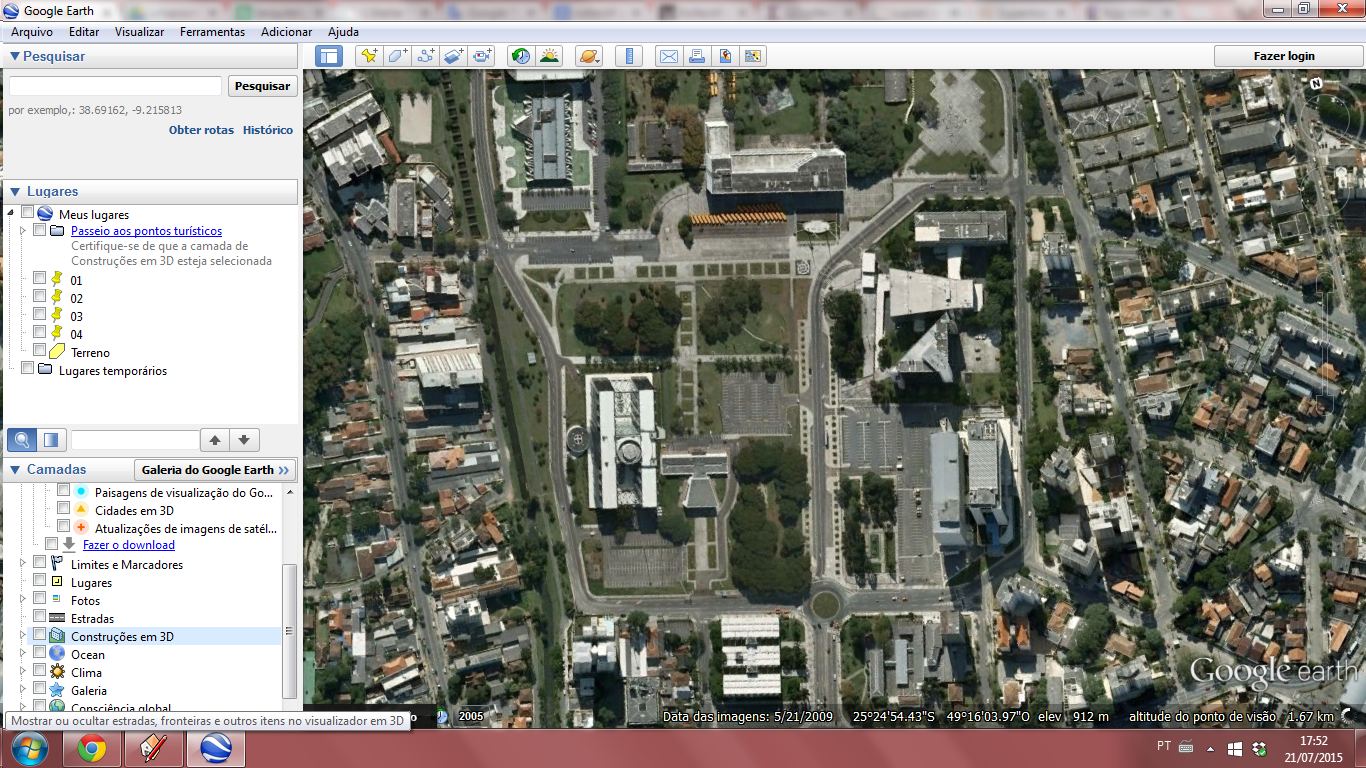 Google Earth
Arquivo Editar Visualizar Ferramentas Adicionar Ajuda
Pesquisar
Fazer login
Pesquisar
por exemplo,: 38.69162, -9.215813
Obter rotas Histórico
Lugares
Meus lugares
Passeio aos pontos turísticos
Certifique-se de que a camada de
Construções em 3D esteja selecionada
01
02
03
04
Terreno
Lugares temporários
Camadas
Galeria do Google Earth >>
Paisagens de visualização do Go...
Cidades em 3D
Atualizações de imagens de satél...
Fazer o download
Limites e Marcadores
Lugares
Fotos
Estradas
Construções em 3D
Ocean
Clima
Galeria
Consciência global
Mostrar ou ocultar estradas, fronteiras e outros itens no visualizador em 3D
N
Google earth
2005
Data das imagens: 5/21/2009 25°24'54.43"S 49°16'03.97"O elev 912 m altitude do ponto de visão 1.67 km
PT
17:52
21/07/2015